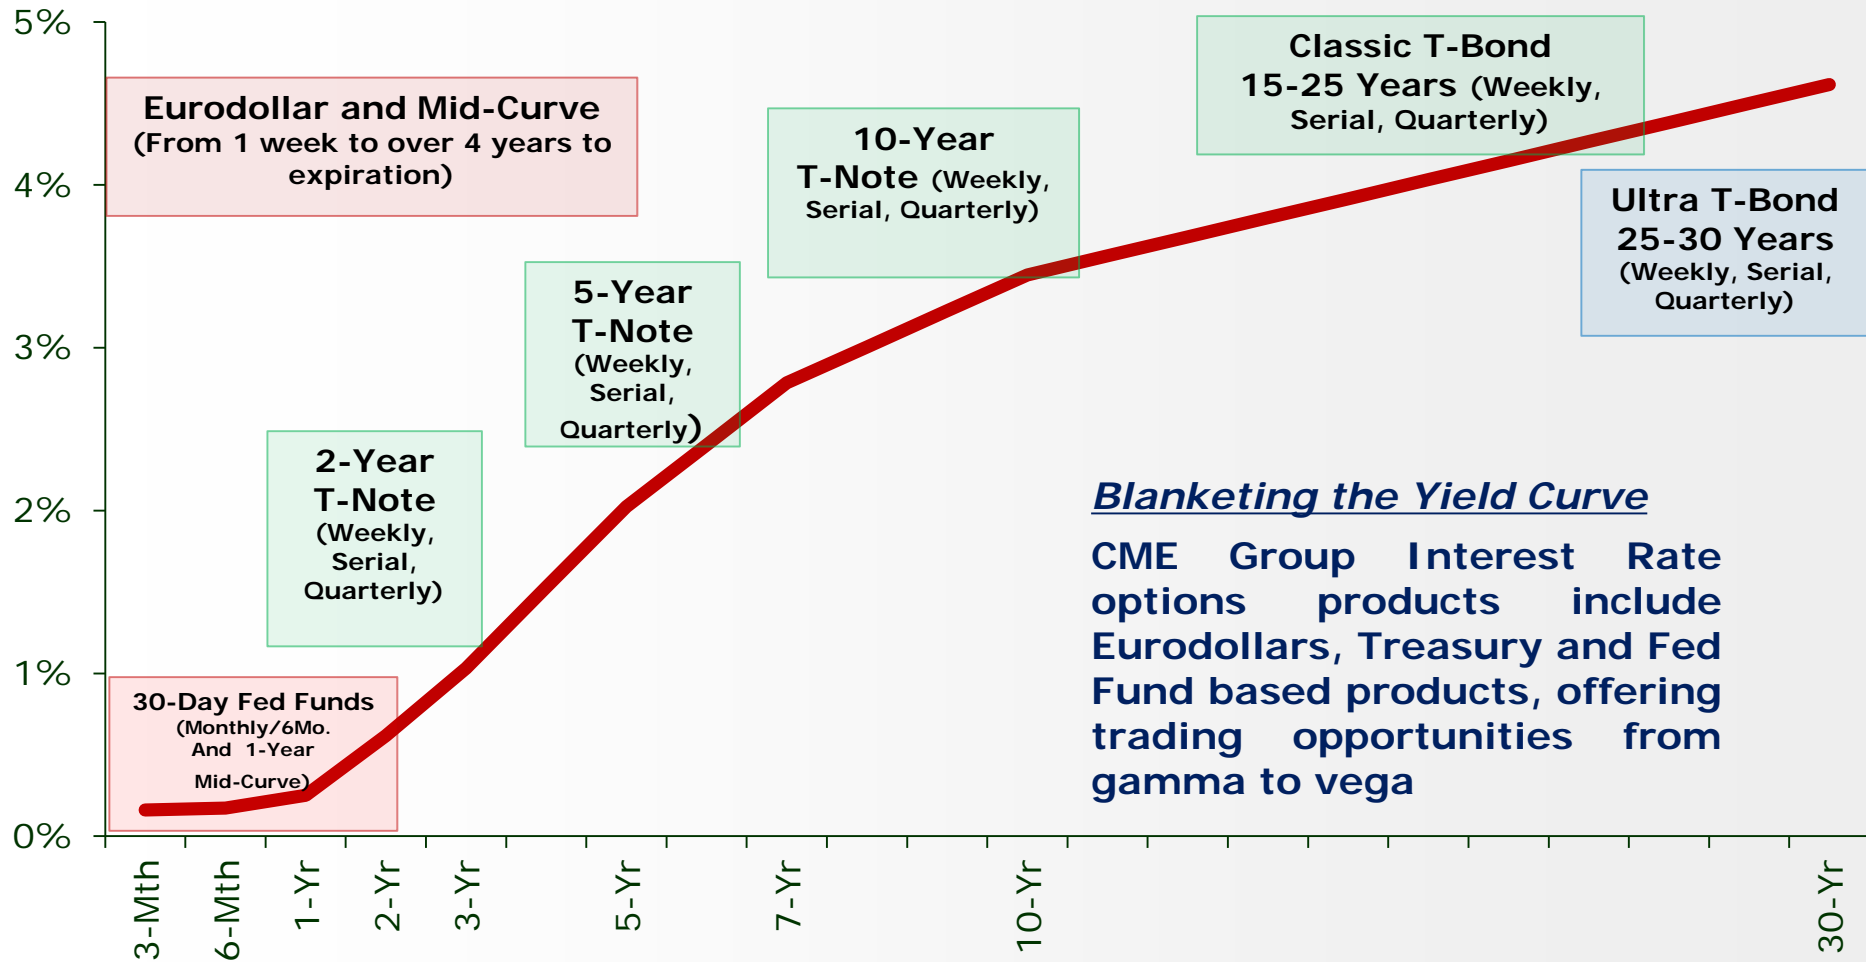 5%
4%
3%
2%
1%
0%
Eurodollar and Mid-Curve
(From 1 week to over 4 years to
expiration)
30-Day Fed Funds
(Monthly/6Mo.
And 1-Year
Mid-Curve)
2-Year
T-Note
(Weekly,
Serial,
Quarterly)
5-Year
T-Note
(Weekly,
Serial,
Quarterly)
10-Year
T-Note (Weekly,
Serial, Quarterly)
Classic T-Bond
15-25 Years (Weekly,
Serial, Quarterly)
Ultra T-Bond
25-30 Years
(Weekly, Serial,
Quarterly)
Blanketing the Yield Curve
CME Group Interest Rate
options products include
Eurodollars, Treasury and Fed
Fund based products, offering
trading opportunities from
gamma to vega
3-Mth
6-Mth
1-Yr
2-Yr
3-Yr
5-Yr
7-Yr
10-Yr
30-Yr